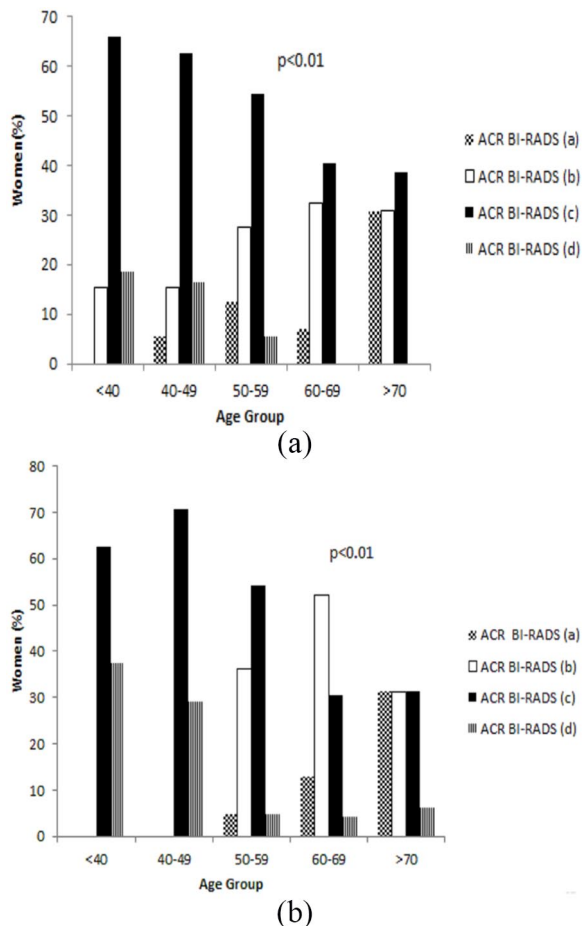 70
60
50
40
30
20
10
0
Women(%)
p<0.01
ACR BI-RADS (a)
ACR BI-RADS (b)
ACR BI-RADS (c)
ACR BI-RADS (d)
<40 40-49 50-59 60-69 >70
Age Group
(a)
80
70
60
50
40
30
20
10
0
Women (%)
p<0.01
ACR BI-RADS (a)
ACR BI-RADS (b)
ACR BI-RADS (c)
ACR BI-RADS (d)
<40 40-49 50-59 60-69 >70
Age Group
(b)